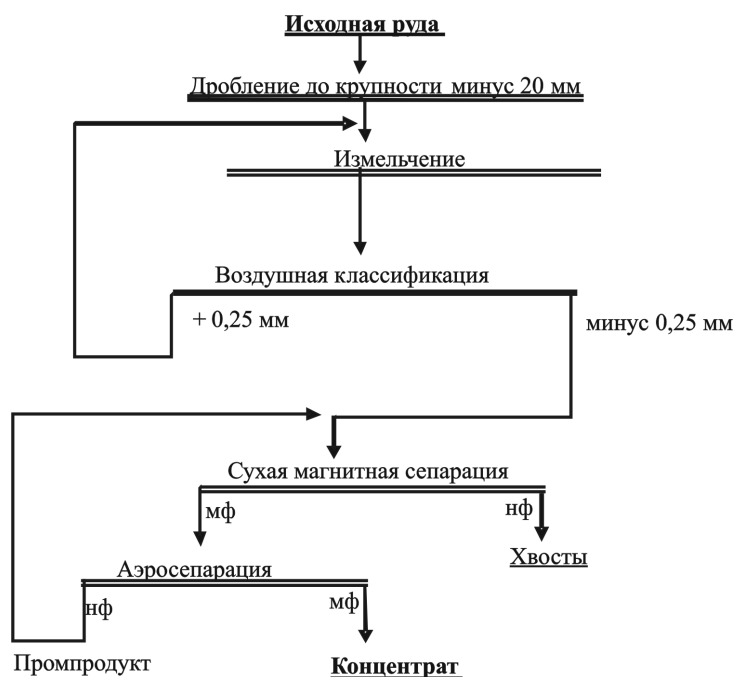 Исходная руда
Дробление до крупности минус 20 мм
Измельчение
Воздушная классификация
+ 0,25 мм
минус 0,25 мм
Сухая магнитная сепарация
мф
нф
Хвосты
Аэросепарация
нф
мф
Промпродукт
Концентрат